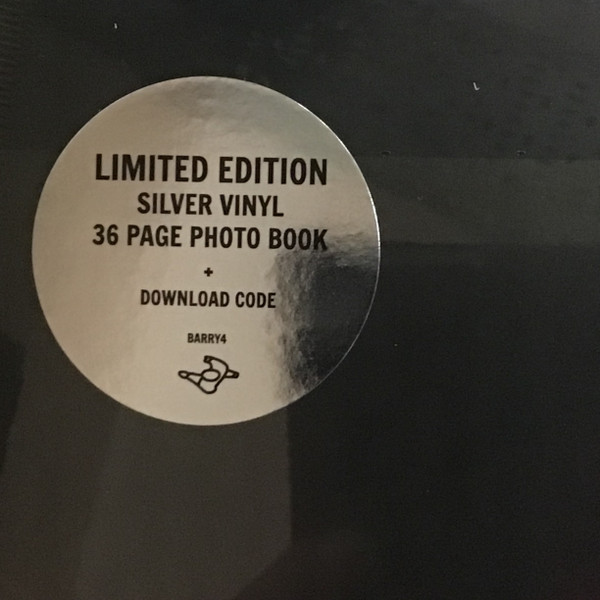 LIMITED EDITION
SILVER VINYL
36 PAGE PHOTO BOOK
+
DOWNLOAD CODE
BARRY4